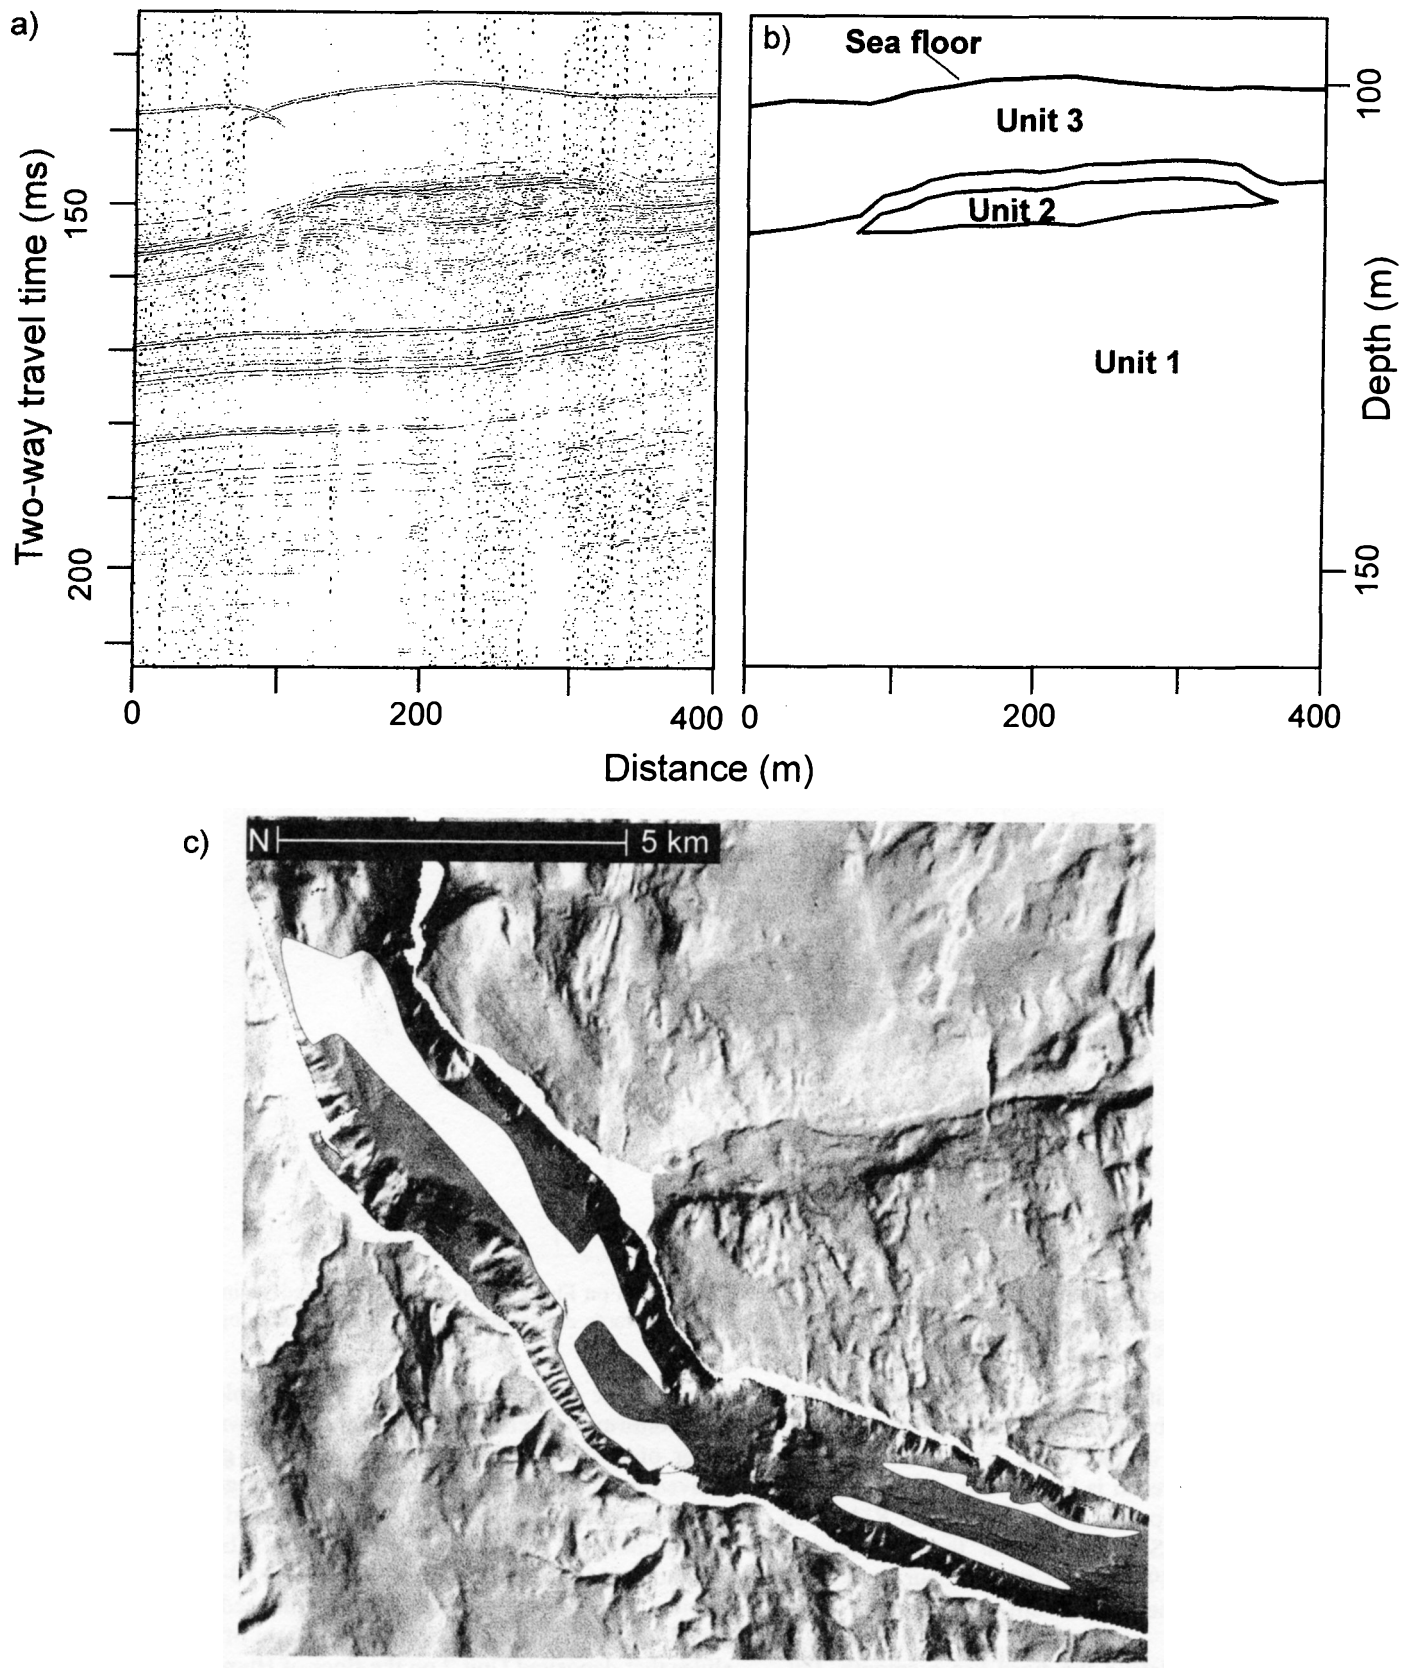 a)
Two-way travel time (ms)
150
200
0
200
400
b)
Sea floor
Unit 3
Unit 2
Unit 1
100
150
Depth (m)
0
200
400
Distance (m)
c)
N
5 km